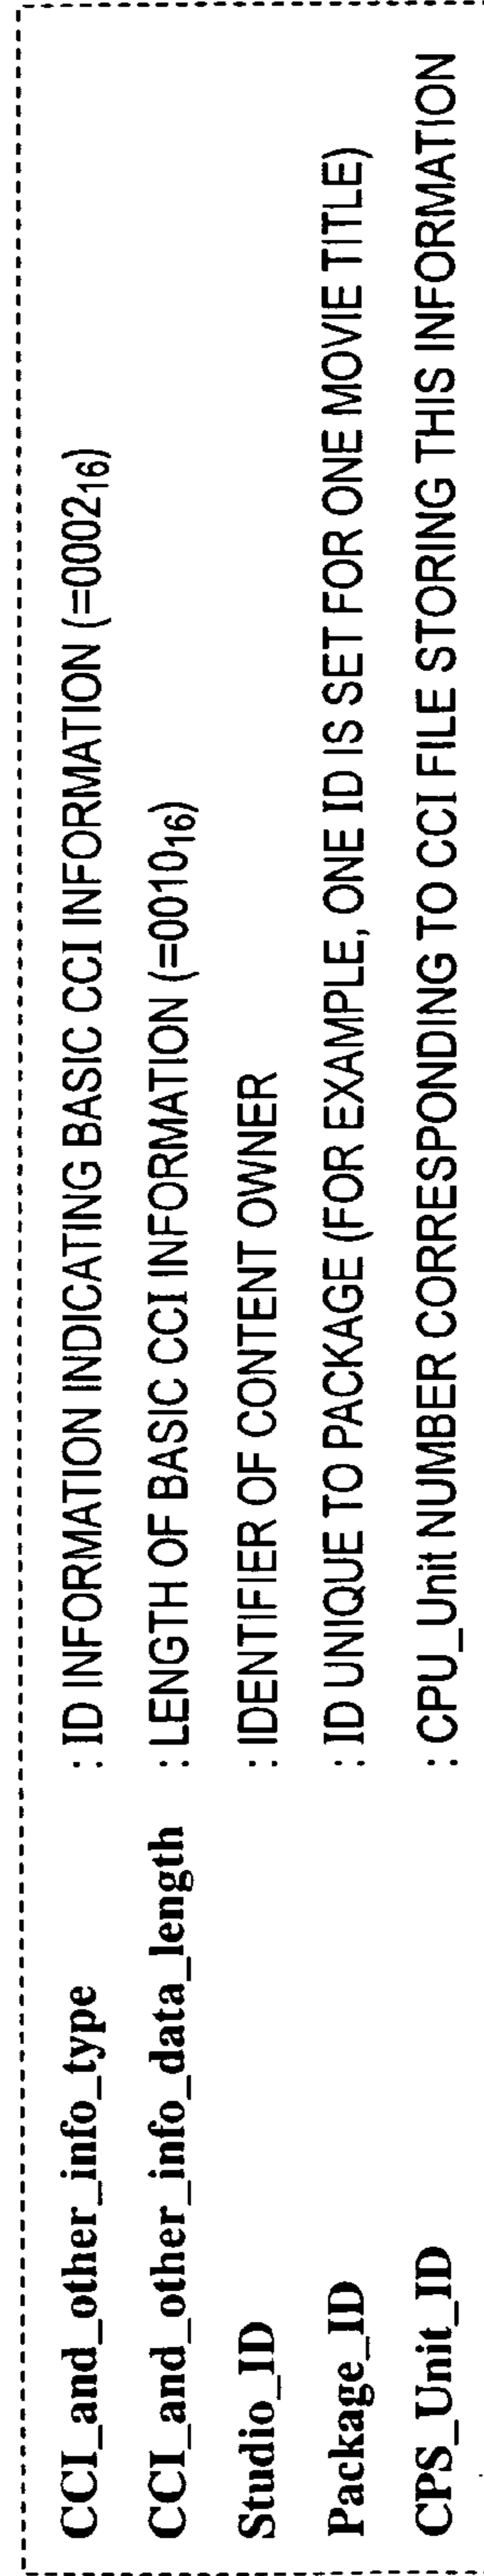 CCI_and_other_info_type : ID INFORMATION INDICATING BASIC CCI INFORMATION (=0002₁₆)
CCI_and_other_info_data_length : LENGTH OF BASIC CCI INFORMATION (=0010₁₆)
Studio_ID : IDENTIFIER OF CONTENT OWNER
Package_ID : ID UNIQUE TO PACKAGE (FOR EXAMPLE, ONE ID IS SET FOR ONE MOVIE TITLE)
CPS_Unit_ID : CPU_Unit NUMBER CORRESPONDING TO CCI FILE STORING THIS INFORMATION